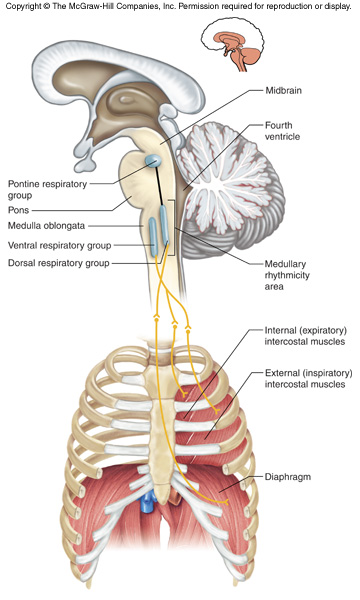 Copyright © The McGraw-Hill Companies, Inc. Permission required for reproduction or display.
Midbrain
Fourth
ventricle
Pontine respiratory
group
Pons
Medulla oblongata
Ventral respiratory group
Dorsal respiratory group
Medullary
rhythmicity
area
Internal (expiratory)
intercostal muscles
External (inspiratory)
intercostal muscles
Diaphragm